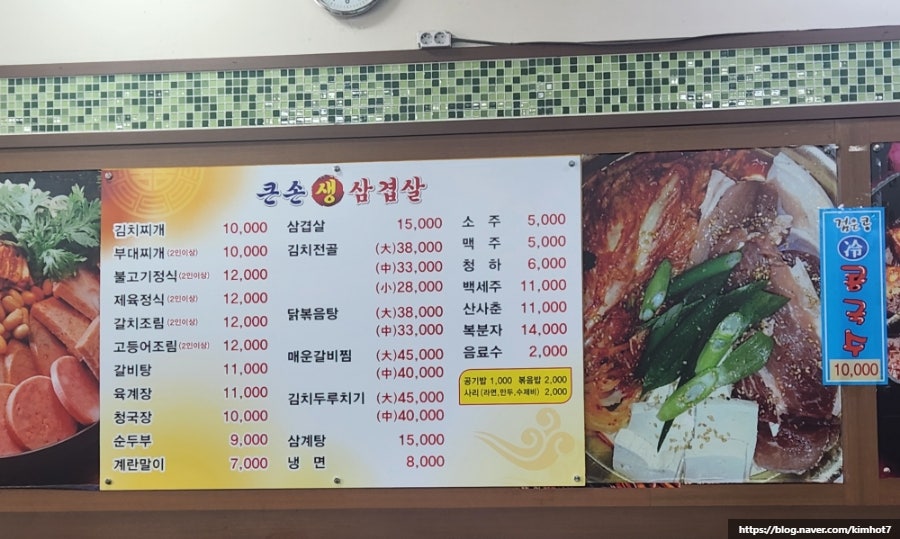 큰손 생 삼겹살
김치찌개 10,000
부대찌개 (2인이상) 10,000
불고기정식 (2인이상) 12,000
제육정식 (2인이상) 12,000
갈치조림 (2인이상) 12,000
고등어조림 (2인이상) 12,000
갈비탕 11,000
육계장 11,000
청국장 10,000
순두부 9,000
계란말이 7,000
삼겹살 15,000
김치전골 (大)38,000
(中)33,000
(小)28,000
닭볶음탕 (大)38,000
(中)33,000
매운갈비찜 (大)45,000
(中)40,000
김치두루치기 (大)45,000
(中)40,000
삼계탕 15,000
냉 면 8,000
소 주 5,000
맥 주 5,000
청 하 6,000
백세주 11,000
산사춘 11,000
복분자 14,000
음료수 2,000
공기밥 1,000 볶음밥 2,000
사리 (라면,만두,수제비) 2,000
검은콩
冷
콩국수
10,000
https://blog.naver.com/kimhot7